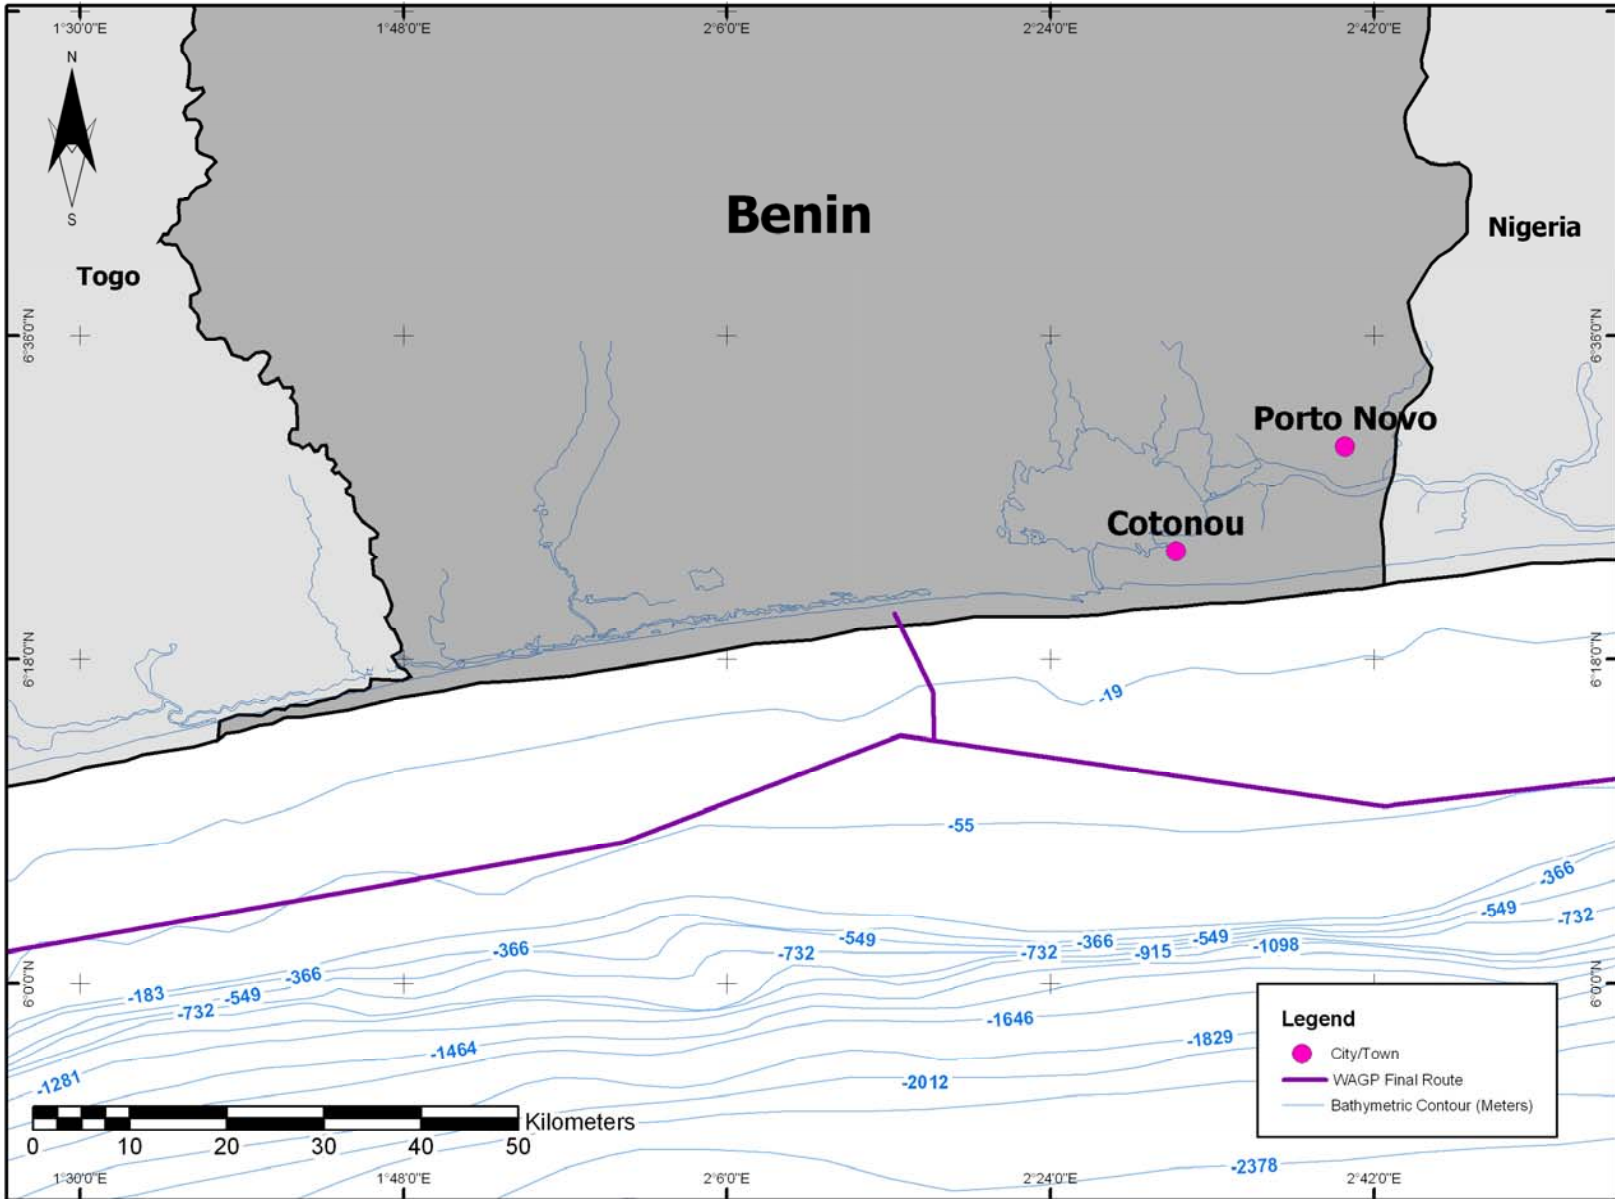 1°30'0"E 1°48'0"E 2°6'0"E 2°24'0"E 2°42'0"E
N
S
Benin
Nigeria
Togo
6°36'0"N 6°36'0"N
Porto Novo
Cotonou
6°18'0"N 6°18'0"N
-19
-55
-366
-549
-732
-549
-366
-549
-366
-732
-732
-915
-1098
-366
-183
-549
-732
6°0'0"N 6°0'0"N
-1646
-1829
-1464
-1281
-2012
-2378
Legend
City/Town
WAGP Final Route
Bathymetric Contour (Meters)
Kilometers
0 10 20 30 40 50
1°30'0"E 1°48'0"E 2°6'0"E 2°24'0"E 2°42'0"E